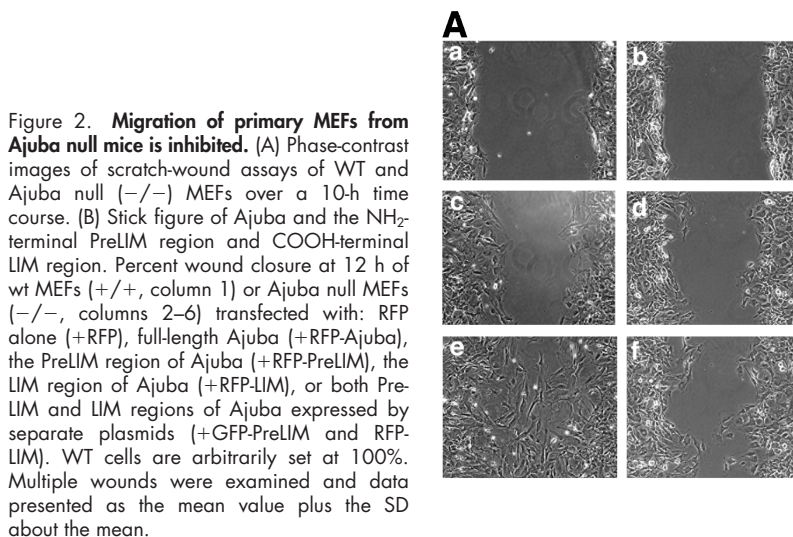 Figure 2. Migration of primary MEFs from
Ajuba null mice is inhibited. (A) Phase-contrast
images of scratch-wound assays of WT and
Ajuba null (−/−) MEFs over a 10-h time
course. (B) Stick figure of Ajuba and the NH₂-
terminal PreLIM region and COOH-terminal
LIM region. Percent wound closure at 12 h of
wt MEFs (+/+, column 1) or Ajuba null MEFs
(−/−, columns 2–6) transfected with: RFP
alone (+RFP), full-length Ajuba (+RFP-Ajuba),
the PreLIM region of Ajuba (+RFP-PreLIM), the
LIM region of Ajuba (+RFP-LIM), or both Pre-
LIM and LIM regions of Ajuba expressed by
separate plasmids (+GFP-PreLIM and RFP-
LIM). WT cells are arbitrarily set at 100%.
Multiple wounds were examined and data
presented as the mean value plus the SD
about the mean.
A
a b
c d
e f